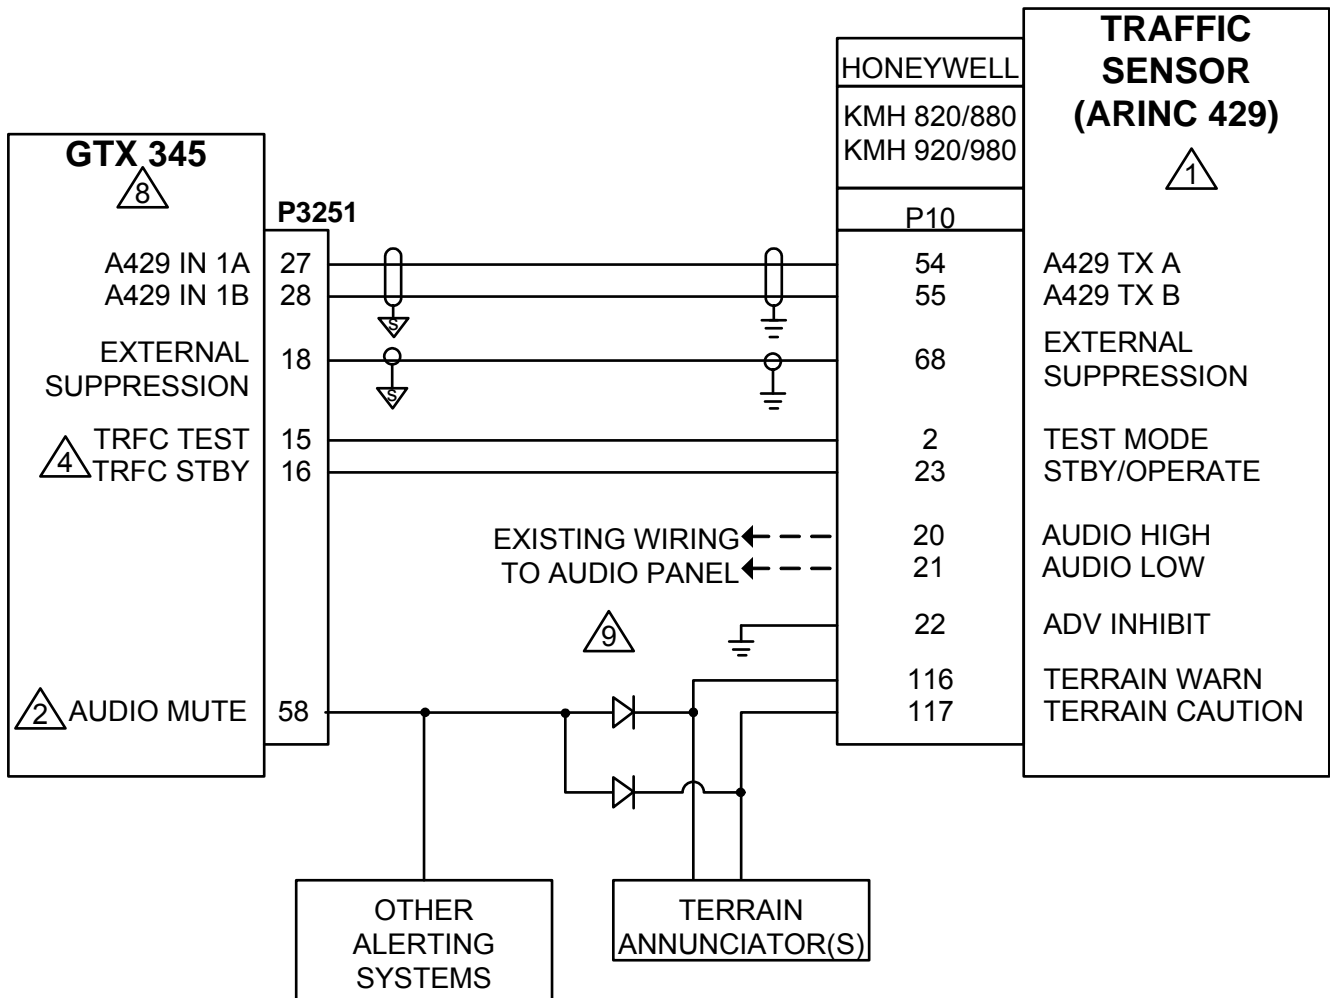 TRAFFIC
SENSOR
(ARINC 429)
1
HONEYWELL
KMH 820/880
KMH 920/980
P10
GTX 345
8
P3251
A429 IN 1A 27 54 A429 TX A
A429 IN 1B 28 55 A429 TX B
S
EXTERNAL
SUPPRESSION
18
68
EXTERNAL
SUPPRESSION
S
TRFC TEST 15 2 TEST MODE
4 TRFC STBY 16 23 STBY/OPERATE
EXISTING WIRING
TO AUDIO PANEL
20 AUDIO HIGH
21 AUDIO LOW
9
22 ADV INHIBIT
116 TERRAIN WARN
117 TERRAIN CAUTION
2 AUDIO MUTE 58
OTHER
ALERTING
SYSTEMS
TERRAIN
ANNUNCIATOR(S)